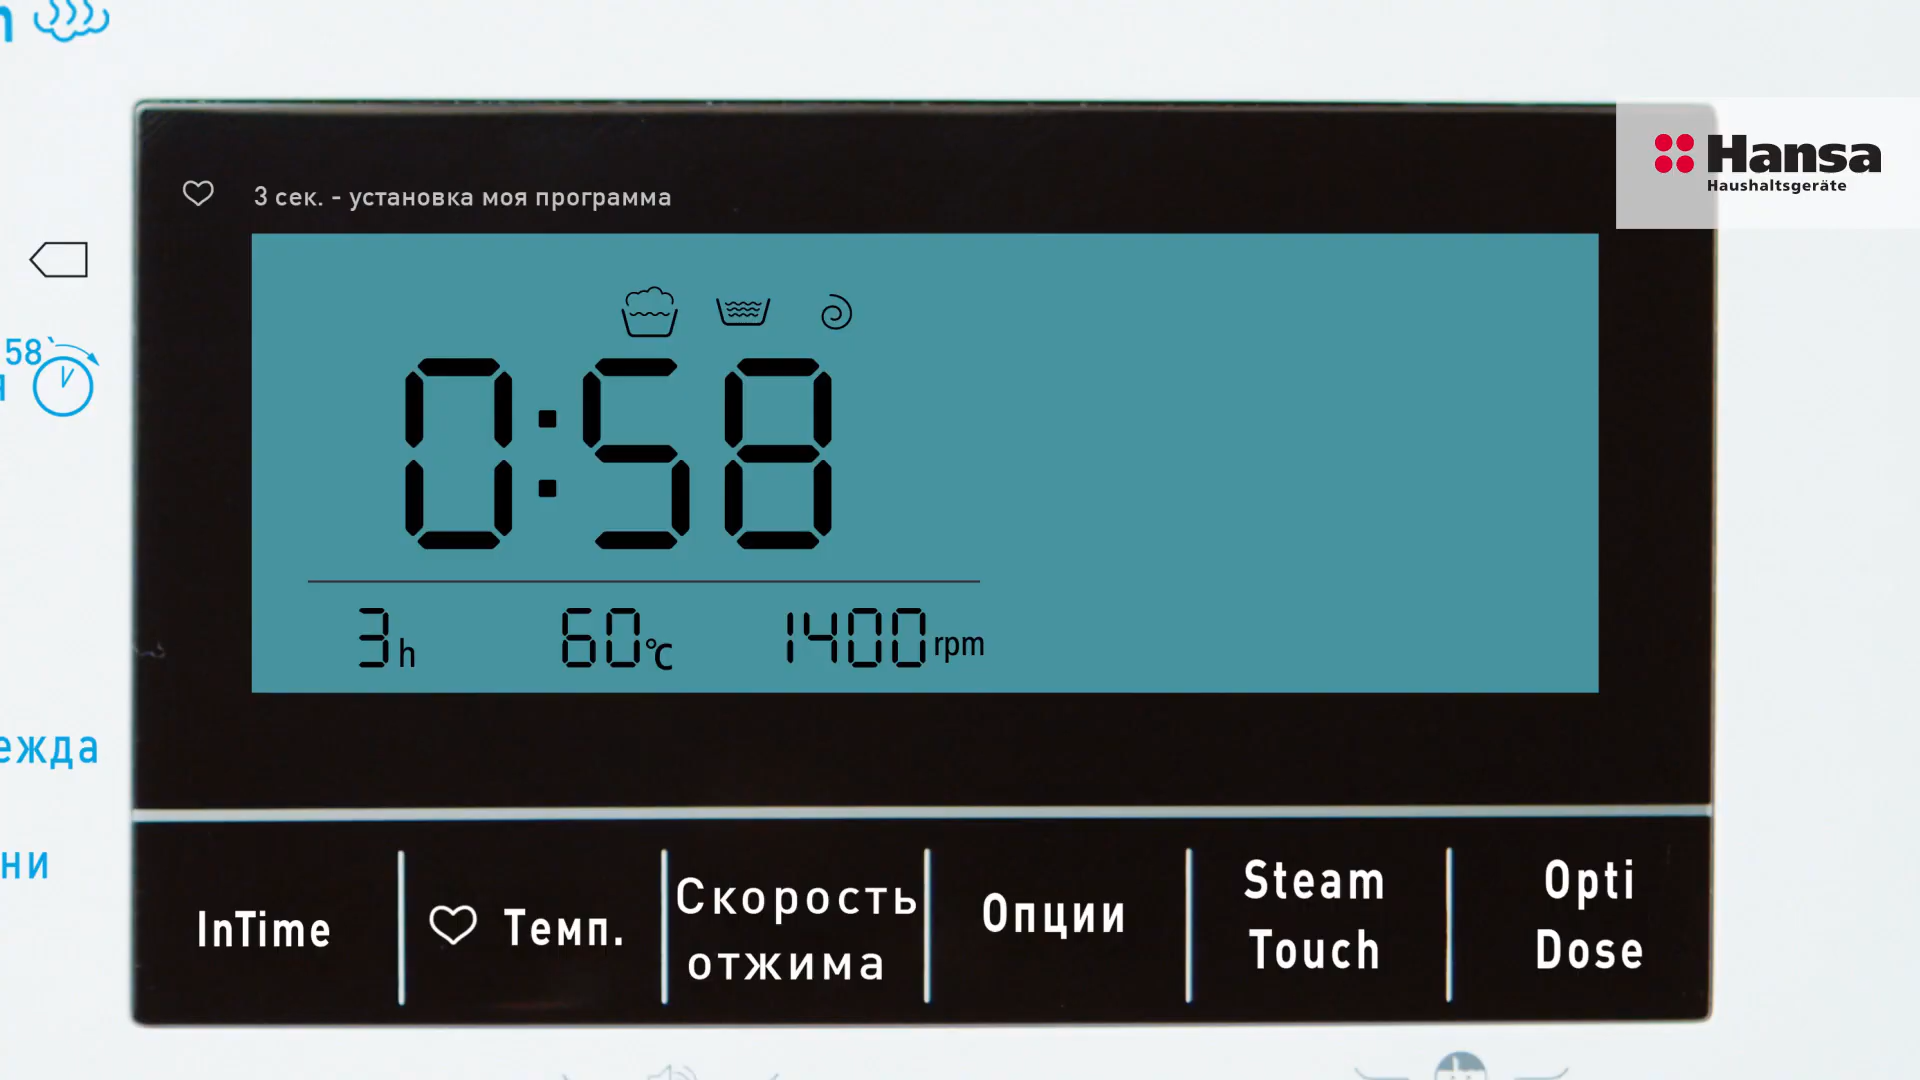 Hansa
Haushaltsgeräte
3 сек. - установка моя программа
58
0:58
3h 60°C 1400rpm
ежда
ни
InTime
Темп.
Скорость
отжима
Опции
Steam
Touch
Opti
Dose